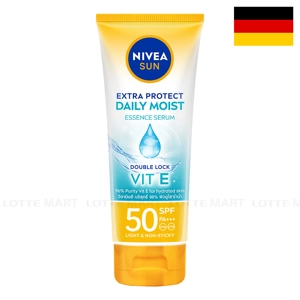 NIVEA
SUN
EXTRA PROTECT
DAILY MOIST
ESSENCE SERUM
DOUBLE LOCK
VIT E
50 SPF
PA+++
LIGHT & NON-STICKY
LOTTE MART